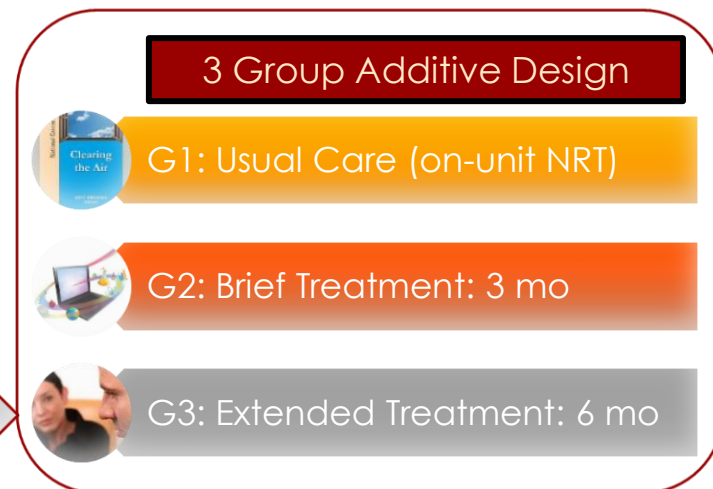 3 Group Additive Design
Clearing
the Air
G1: Usual Care (on-unit NRT)
G2: Brief Treatment: 3 mo
G3: Extended Treatment: 6 mo